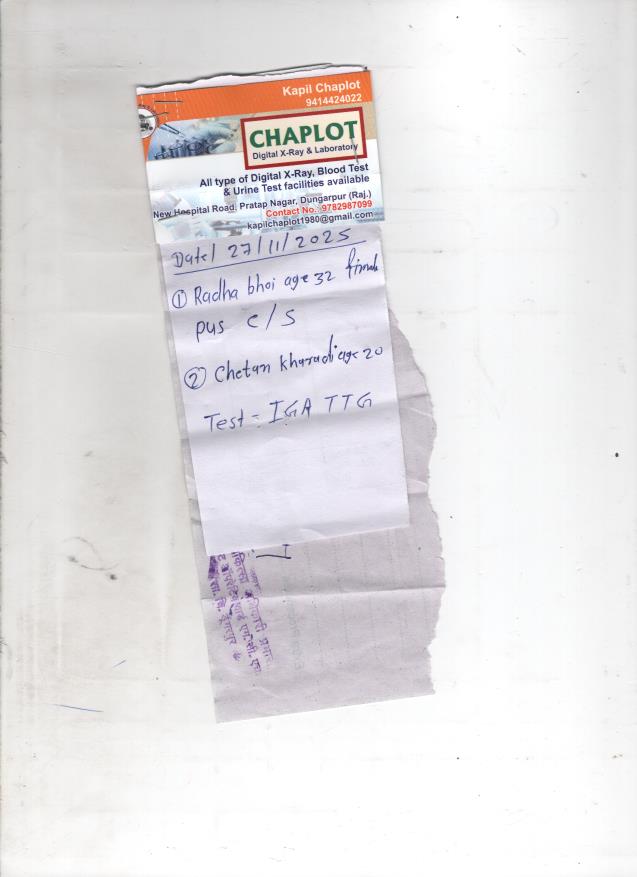 Kapil Chaplot
9414424022
CHAPLOT
Digital X-Ray & Laboratory
All type of Digital X-Ray, Blood Test
& Urine Test facilities available
New Hospital Road, Pratap Nagar, Dungarpur (Raj.)
Contact No.: 9782987099
kapilchaplot1980@gmail.com
Date/ 27/11/2025
① Radha bhoi age 32 fimale
pus c/s
② Chetan kharadi age 20
Test = IGA TTG